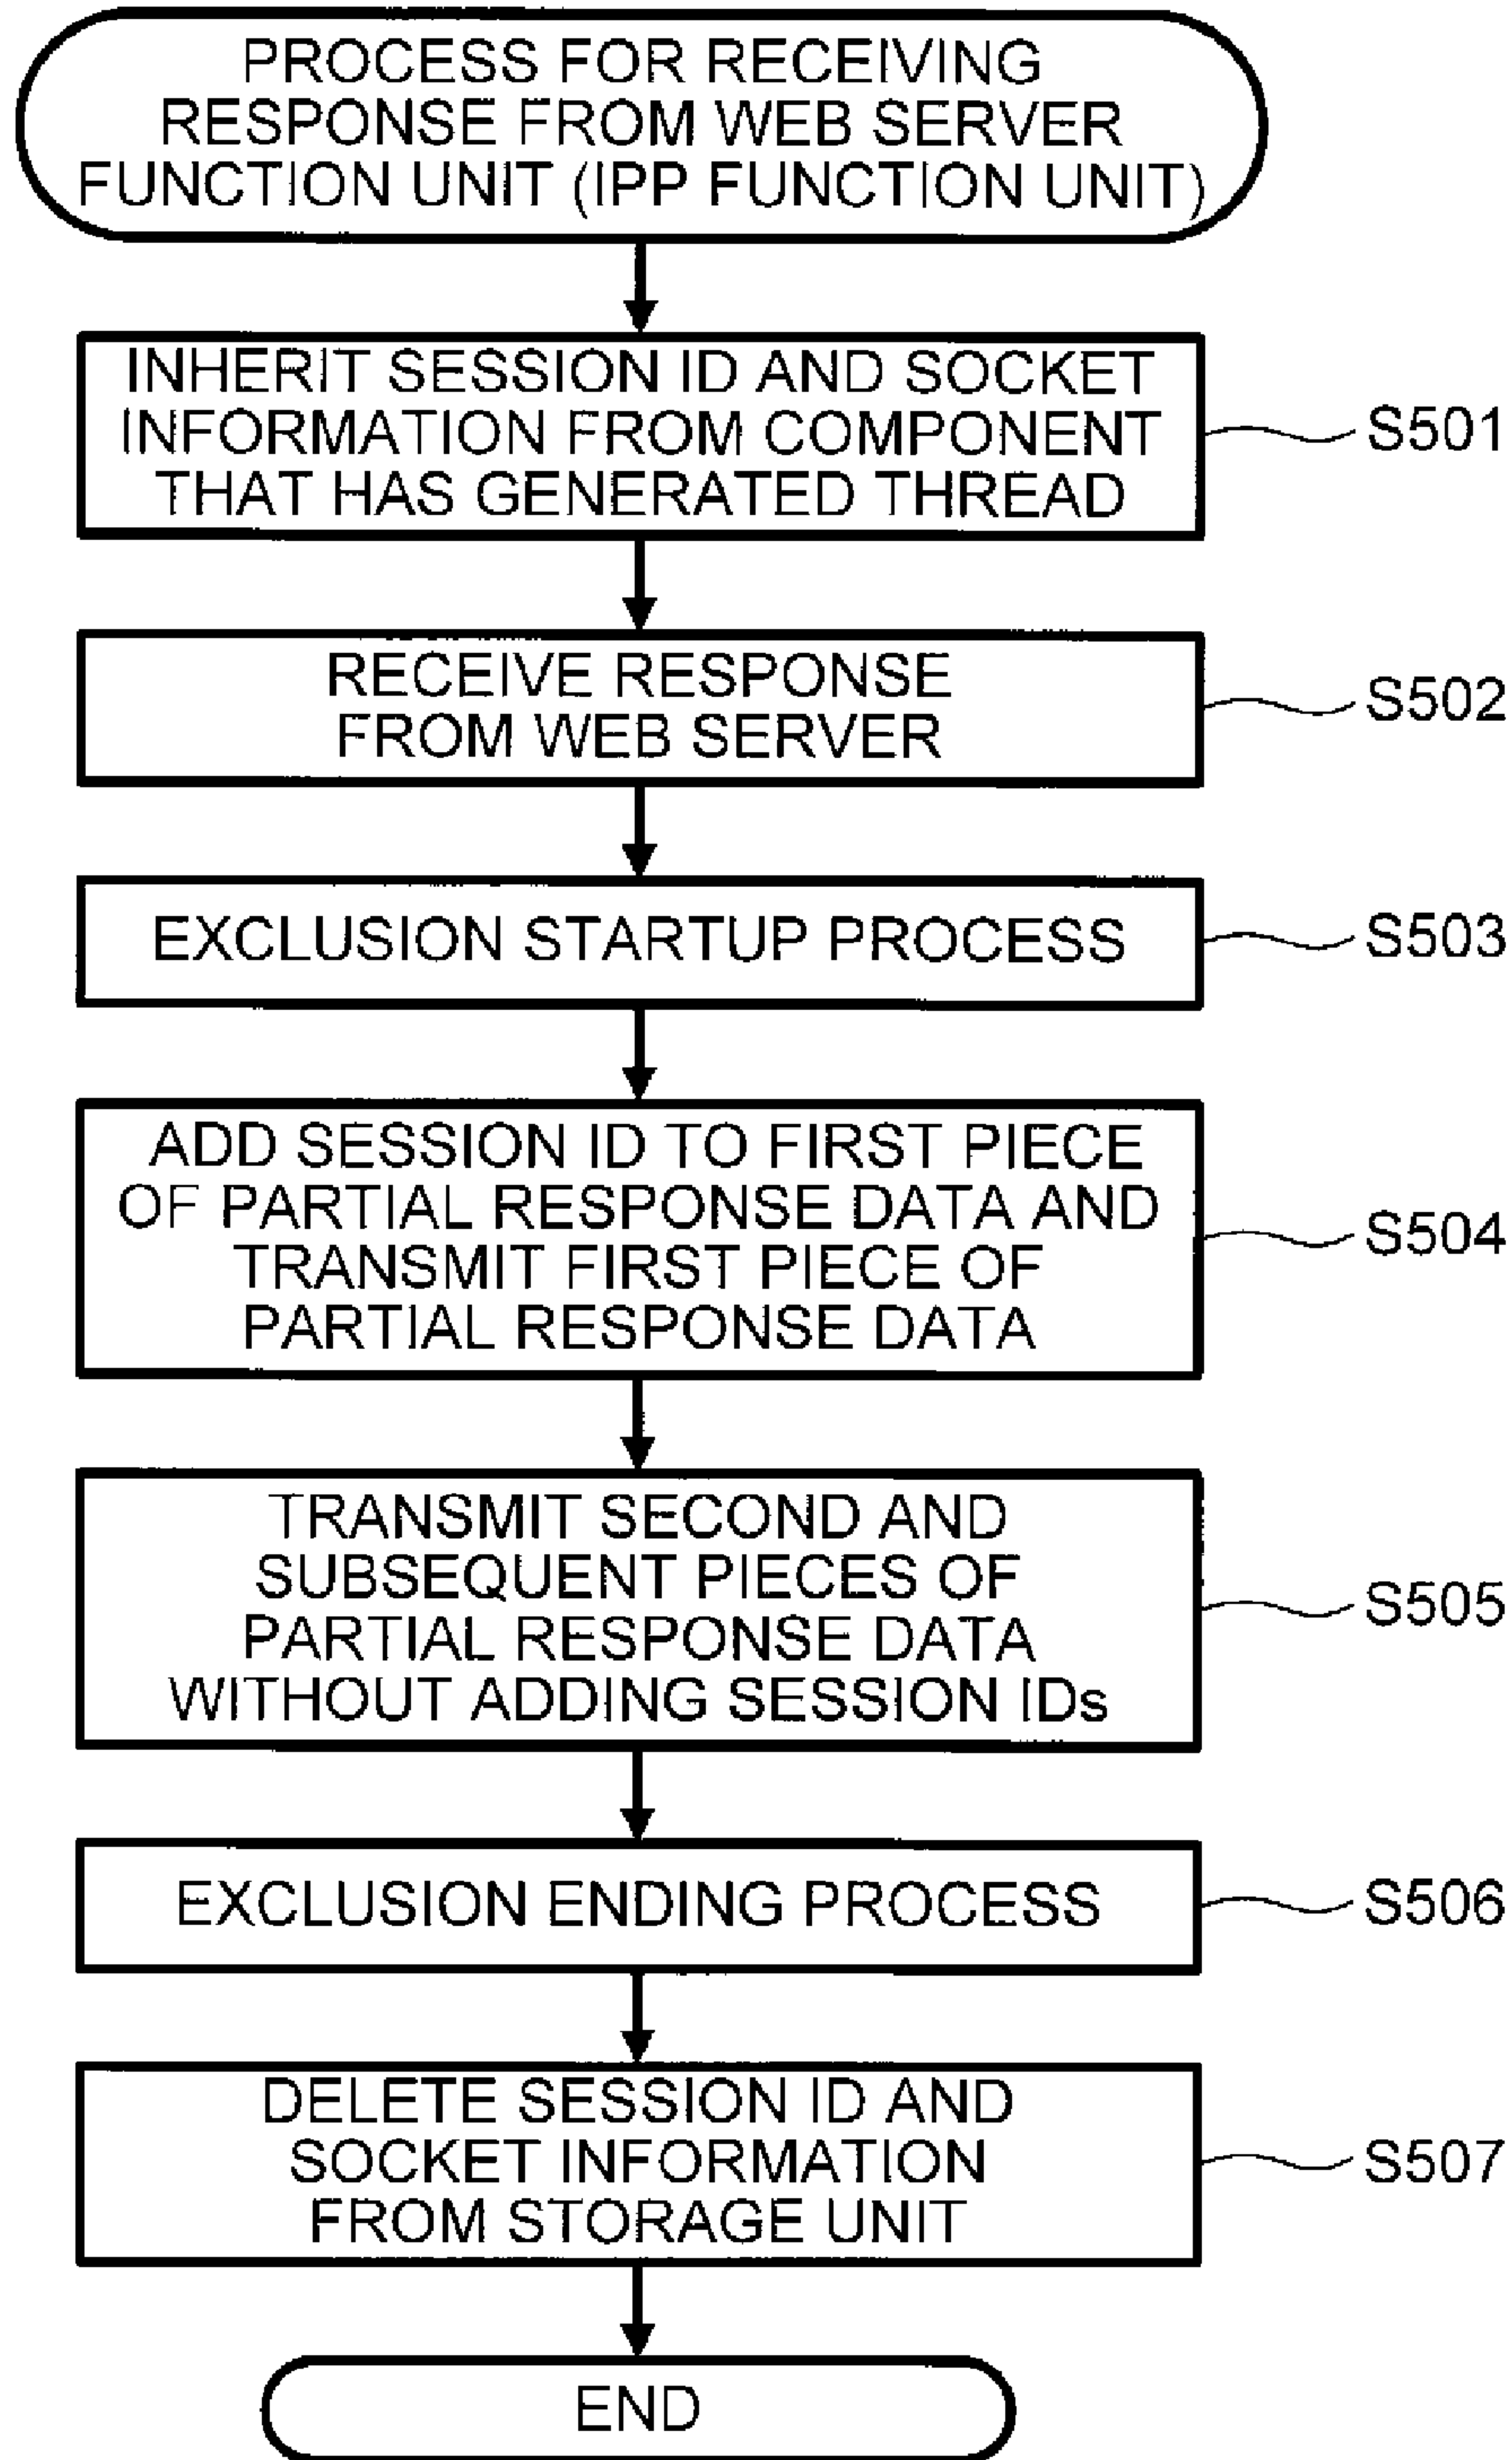 PROCESS FOR RECEIVING
RESPONSE FROM WEB SERVER
FUNCTION UNIT (IPP FUNCTION UNIT)
INHERIT SESSION ID AND SOCKET
INFORMATION FROM COMPONENT
THAT HAS GENERATED THREAD
S501
RECEIVE RESPONSE
FROM WEB SERVER
S502
EXCLUSION STARTUP PROCESS
S503
ADD SESSION ID TO FIRST PIECE
OF PARTIAL RESPONSE DATA AND
TRANSMIT FIRST PIECE OF
PARTIAL RESPONSE DATA
S504
TRANSMIT SECOND AND
SUBSEQUENT PIECES OF
PARTIAL RESPONSE DATA
WITHOUT ADDING SESSION IDs
S505
EXCLUSION ENDING PROCESS
S506
DELETE SESSION ID AND
SOCKET INFORMATION
FROM STORAGE UNIT
S507
END